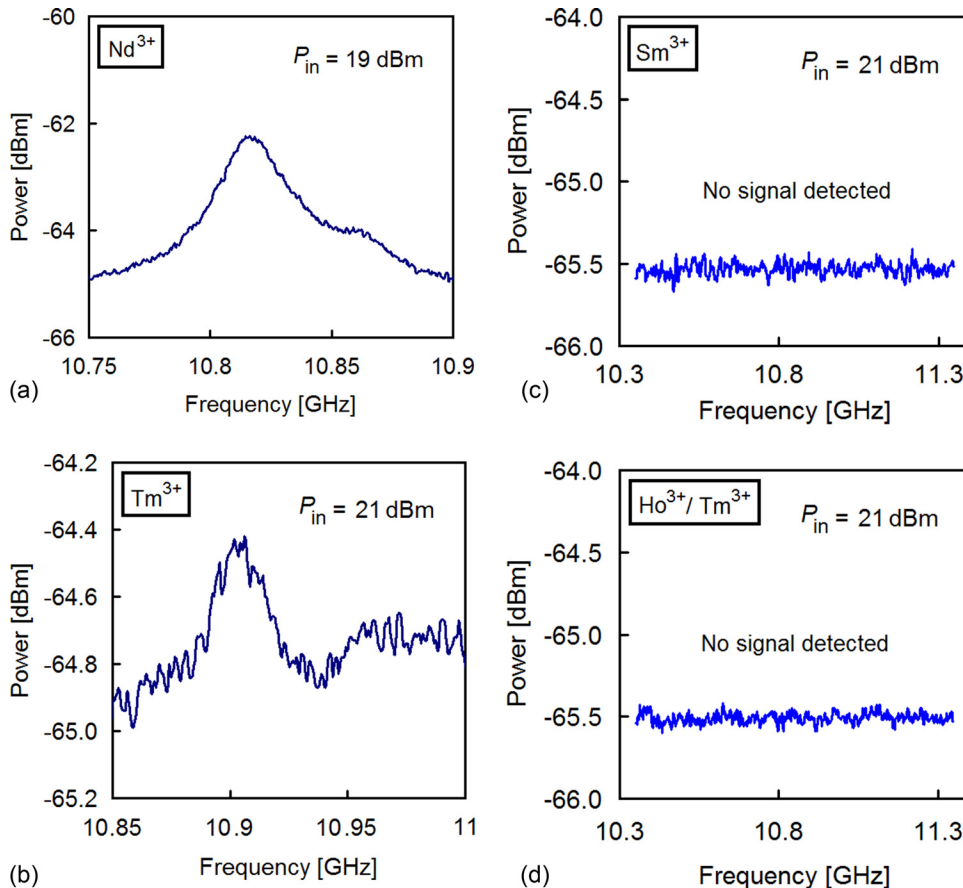 Nd3+
Pin = 19 dBm
-60
-62
-64
-66
Power [dBm]
10.75
10.8
10.85
10.9
Frequency [GHz]
(a)
Sm3+
Pin = 21 dBm
No signal detected
-64.0
-64.5
-65.0
-65.5
-66.0
Power [dBm]
10.3
10.8
11.3
Frequency [GHz]
(c)
Tm3+
Pin = 21 dBm
-64.2
-64.4
-64.6
-64.8
-65.0
-65.2
Power [dBm]
10.85
10.9
10.95
11
Frequency [GHz]
(b)
Ho3+/ Tm3+
Pin = 21 dBm
No signal detected
-64.0
-64.5
-65.0
-65.5
-66.0
Power [dBm]
10.3
10.8
11.3
Frequency [GHz]
(d)